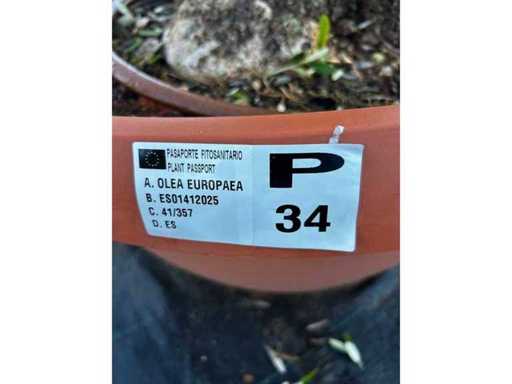 PASAPORTE FITOSANITARIO
PLANT PASSPORT
A. OLEA EUROPAEA
B. ES01412025
C. 41/357
D. ES
P
34